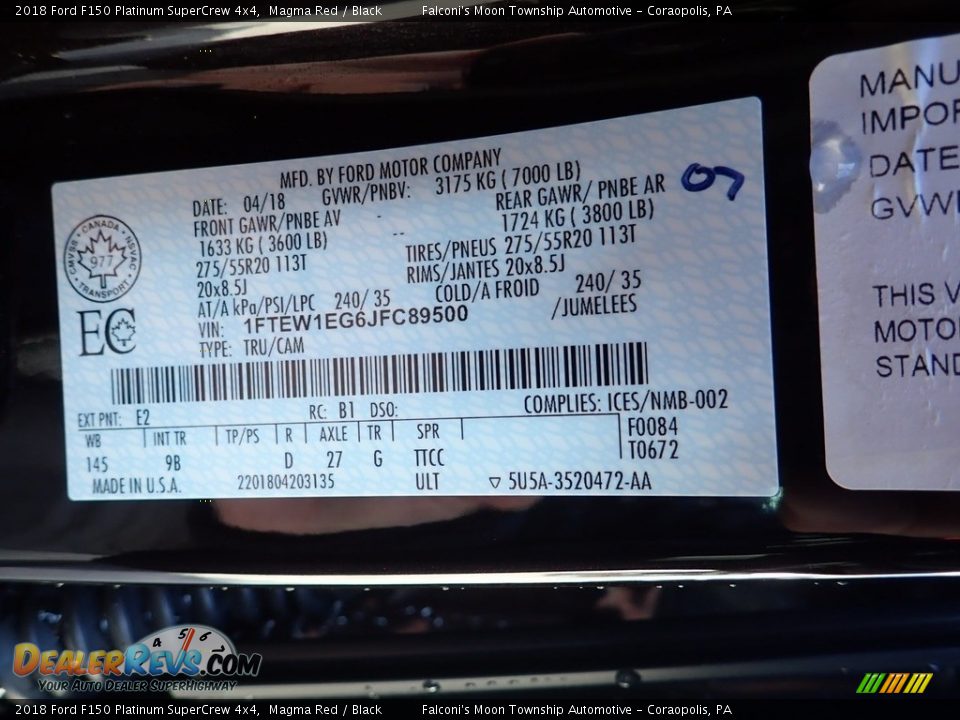 2018 Ford F150 Platinum SuperCrew 4x4, Magma Red / Black Falconi's Moon Township Automotive - Coraopolis, PA
MFD. BY FORD MOTOR COMPANY
DATE: 04/18 GVWR/PNBV: 3175 KG ( 7000 LB)
FRONT GAWR/PNBE AV REAR GAWR/ PNBE AR
1633 KG ( 3600 LB) 1724 KG ( 3800 LB)
275/55R20 113T TIRES/PNEUS 275/55R20 113T
20x8.5J RIMS/JANTES 20x8.5J
AT/A kPa/PSI/LPC 240/ 35 COLD/A FROID 240/ 35
VIN: 1FTEW1EG6JFC89500 /JUMELEES
TYPE: TRU/CAM
07
CMVSS • CANADA • NSVAC
977
• TRANSPORT •
EC
EXT PNT: E2 RC: B1 DSO: COMPLIES: ICES/NMB-002
WB INT TR TP/PS R AXLE TR SPR F0084
145 9B D 27 G TTCC T0672
MADE IN U.S.A. 2201804203135 ULT ▽ 5U5A-3520472-AA
MANU
IMPOR
DATE
GVW
THIS V
MOTO
STAND
4 5 6
DealerRevs.com
Your Auto Dealer SuperHighway
2018 Ford F150 Platinum SuperCrew 4x4, Magma Red / Black Falconi's Moon Township Automotive - Coraopolis, PA